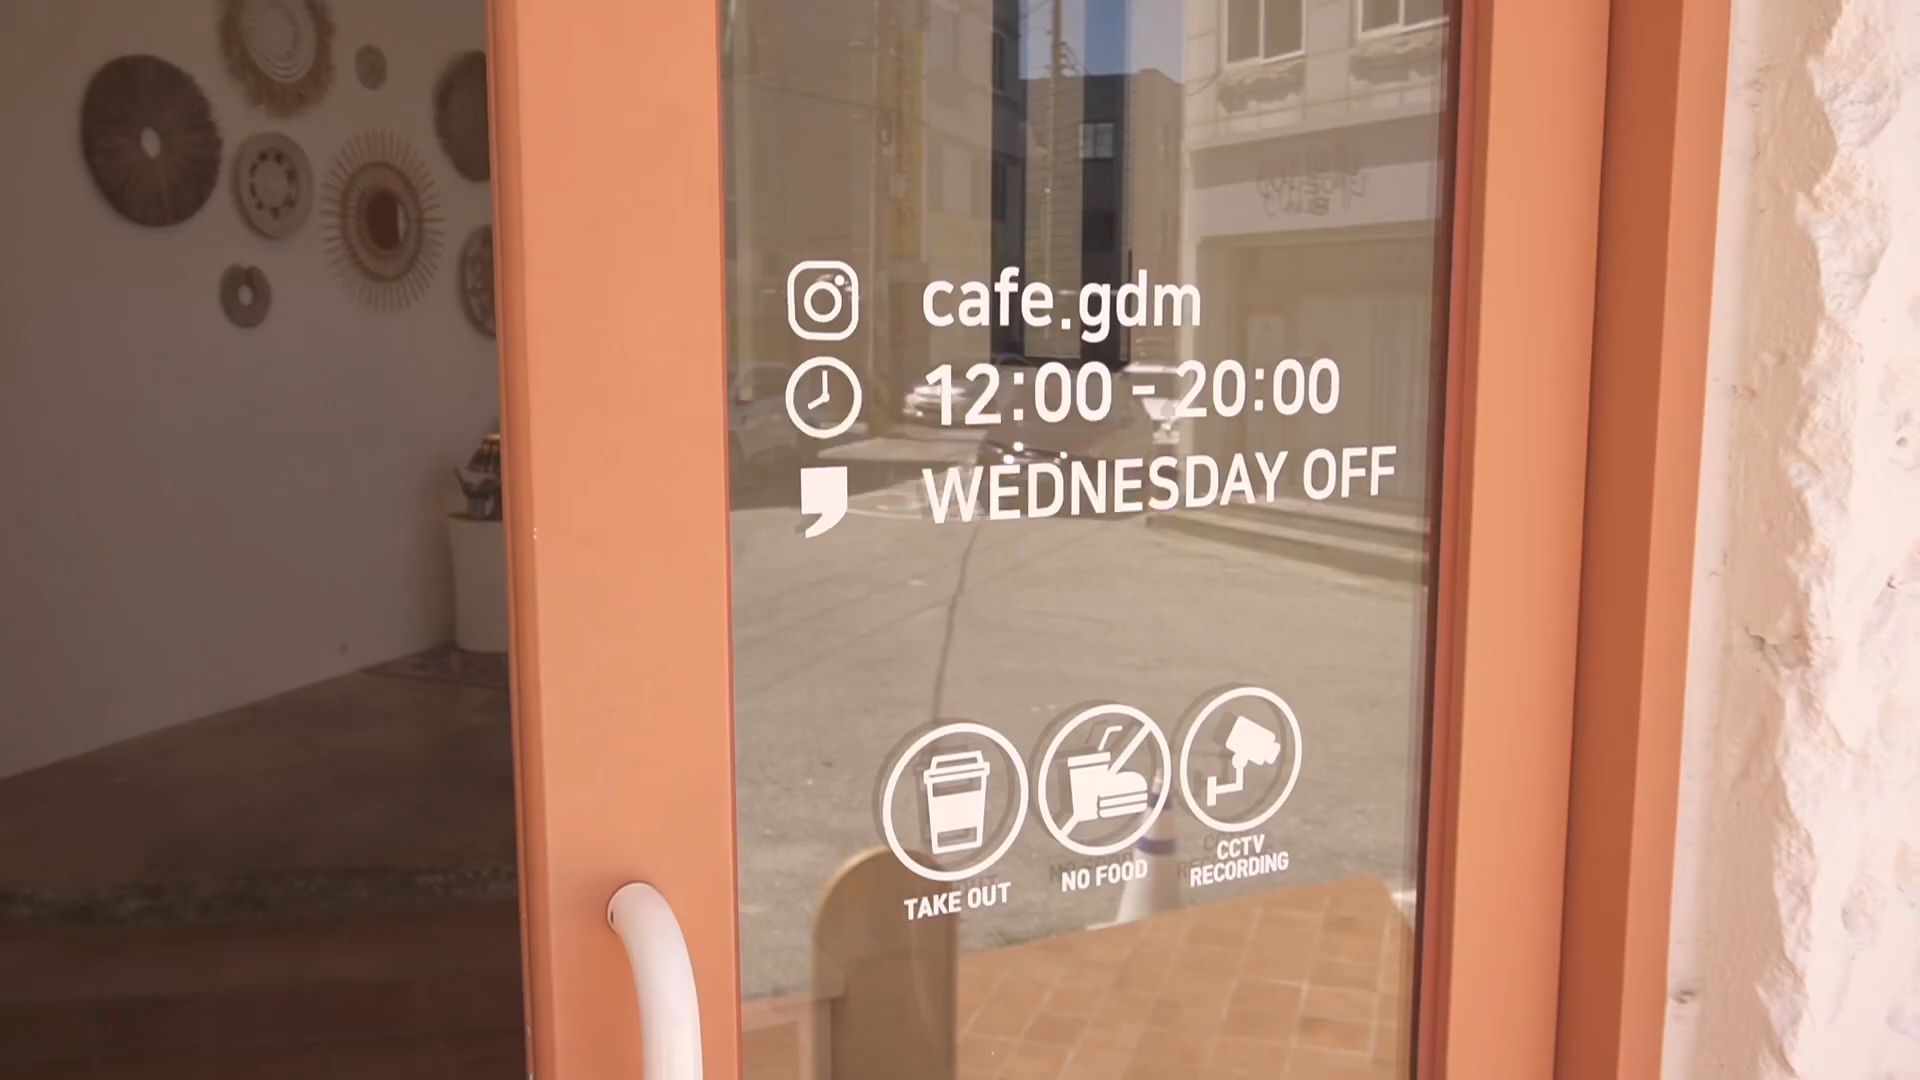 cafe.gdm
12:00 - 20:00
WEDNESDAY OFF
TAKE OUT
NO FOOD
CCTV
RECORDING